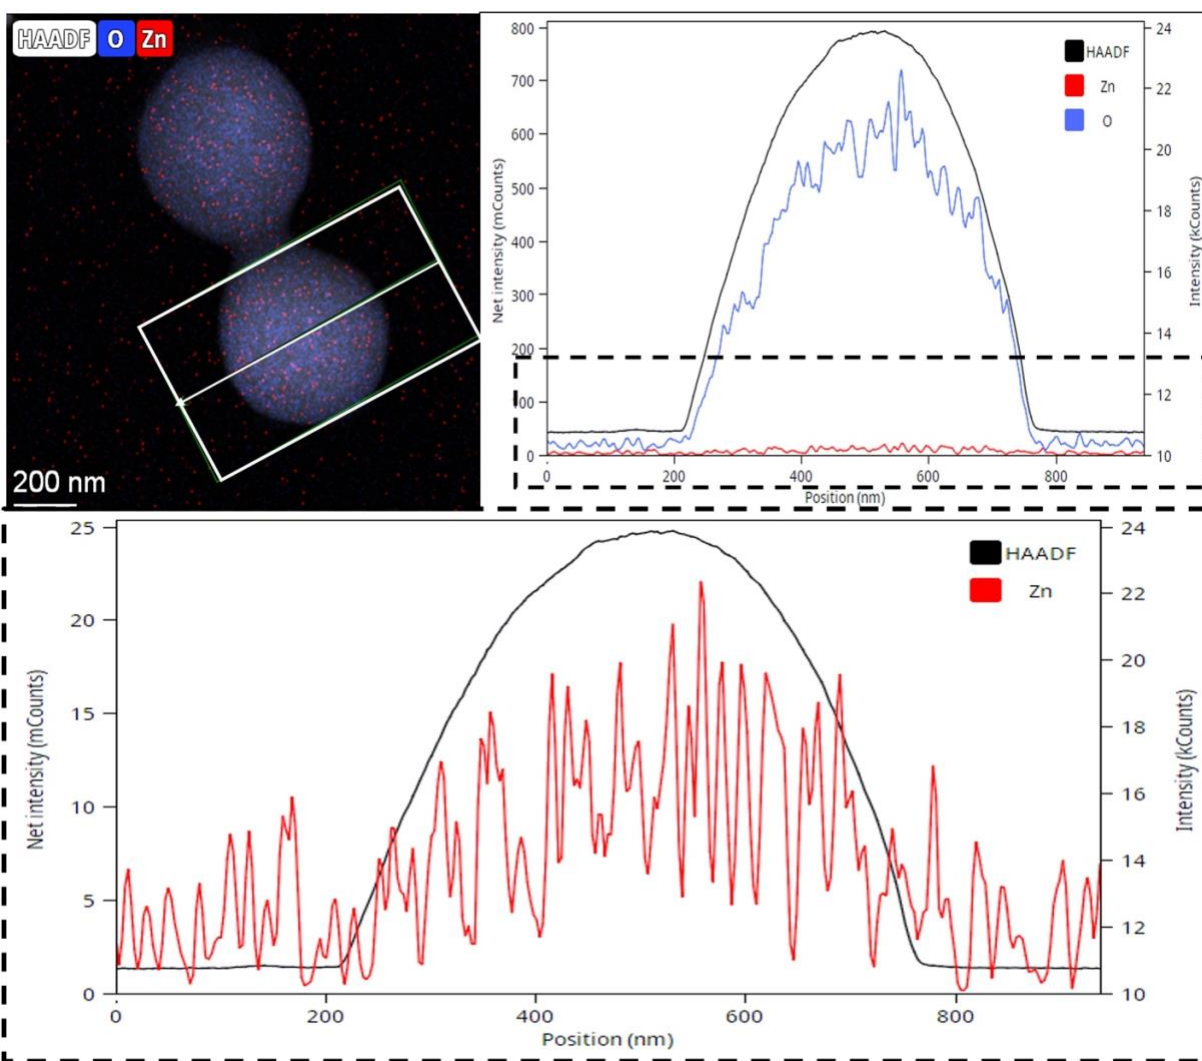 HAADF O Zn
200 nm
800
700
600
500
400
300
200
100
0
Net intensity (mCounts)
24
22
20
18
16
14
12
10
Intensity (kCounts)
HAADF
Zn
O
0 200 400 600 800
Position (nm)
25
20
15
10
5
0
Net intensity (mCounts)
24
22
20
18
16
14
12
10
Intensity (kCounts)
HAADF
Zn
0 200 400 600 800
Position (nm)